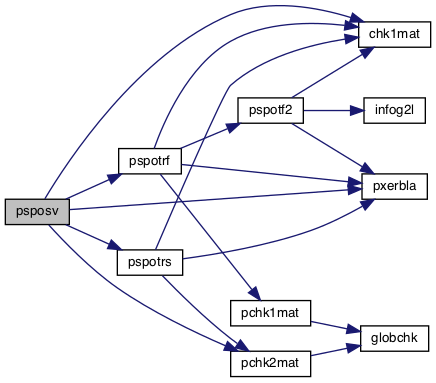 chk1mat
pspotf2
infog2l
pspotrf
pxerbla
psposv
pspotrs
pchk1mat
globchk
pchk2mat